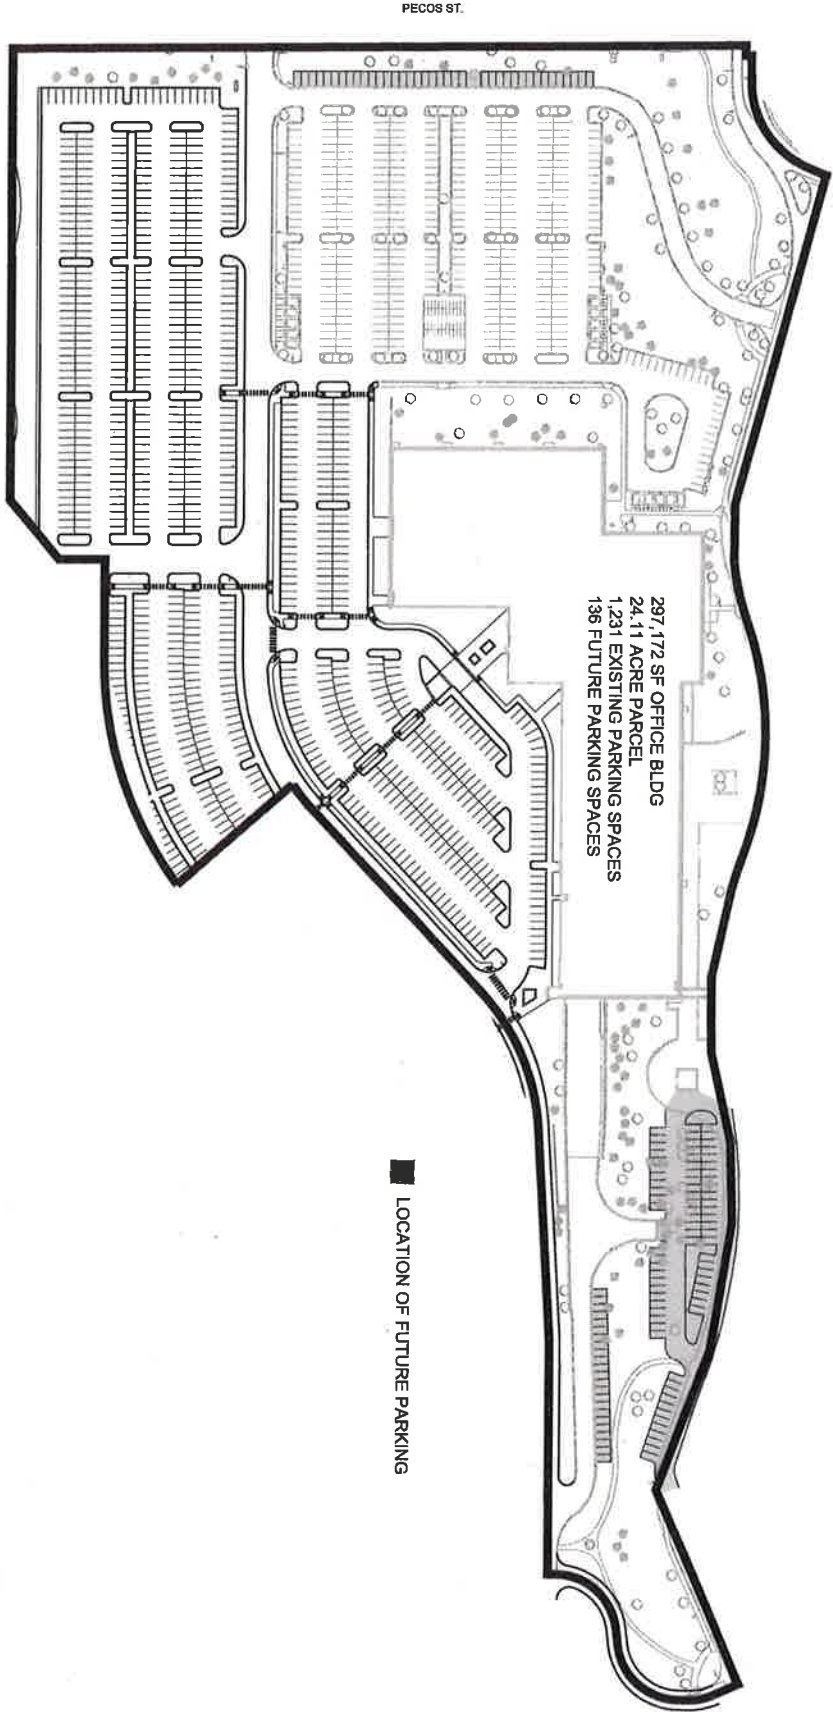 PECOS ST.
297,172 SF OFFICE BLDG
24.11 ACRE PARCEL
1,231 EXISTING PARKING SPACES
136 FUTURE PARKING SPACES
LOCATION OF FUTURE PARKING